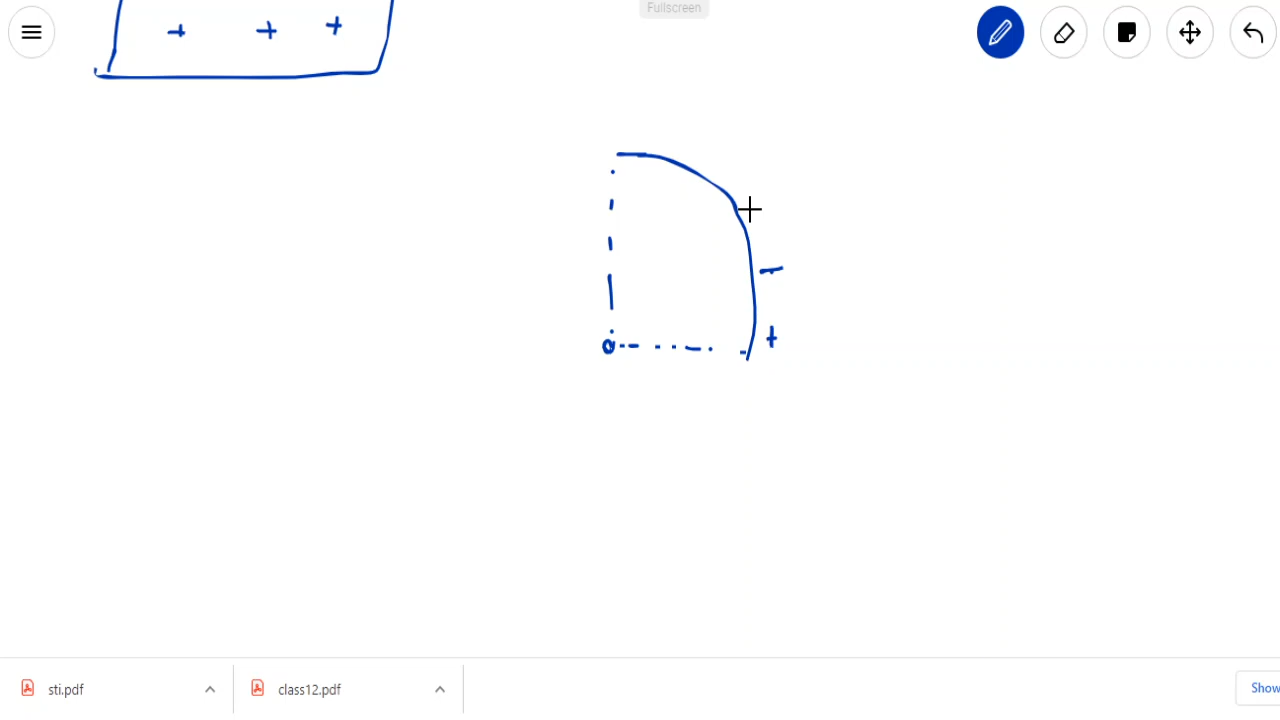 Fullscreen
+ + +
-
+
o
sti.pdf
class12.pdf
Show